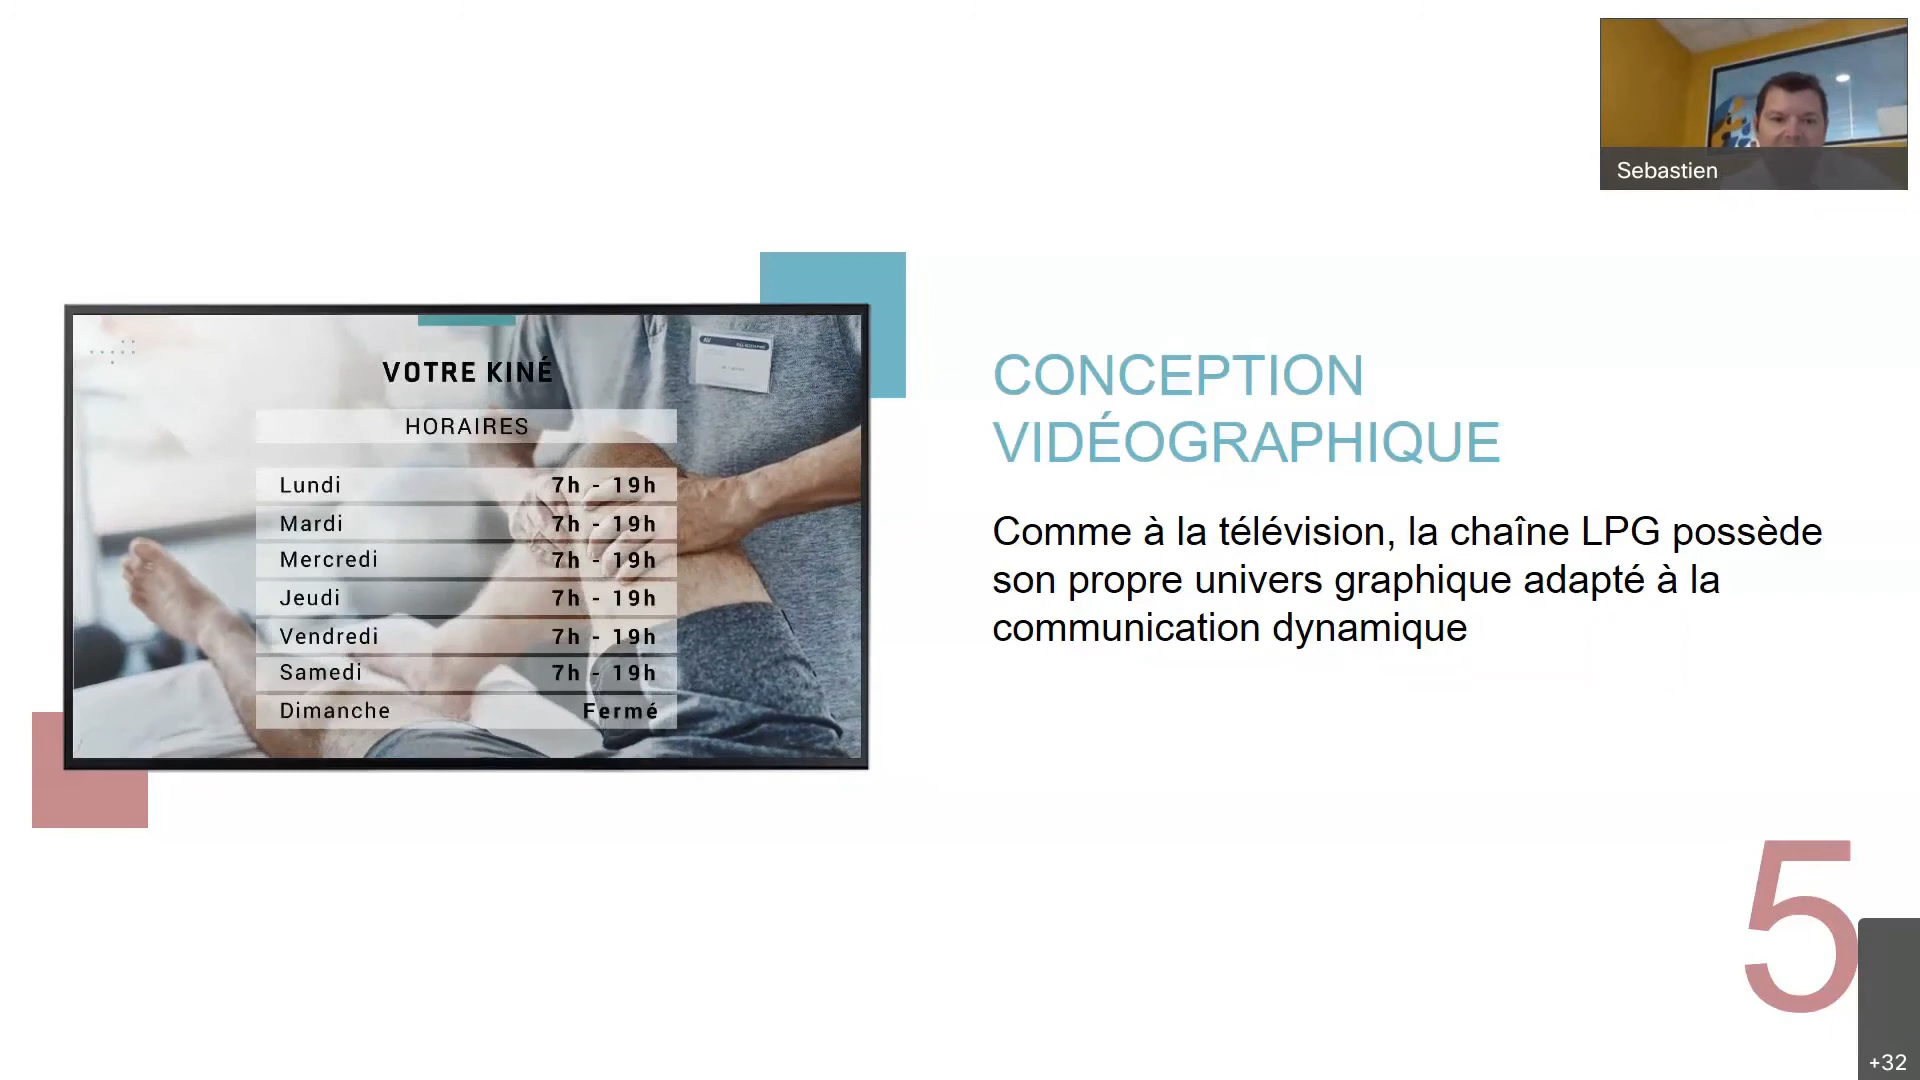 Sebastien
VOTRE KINÉ
HORAIRES
Lundi 7h - 19h
Mardi 7h - 19h
Mercredi 7h - 19h
Jeudi 7h - 19h
Vendredi 7h - 19h
Samedi 7h - 19h
Dimanche Fermé
CONCEPTION
VIDÉOGRAPHIQUE
Comme à la télévision, la chaîne LPG possède
son propre univers graphique adapté à la
communication dynamique
5
+32